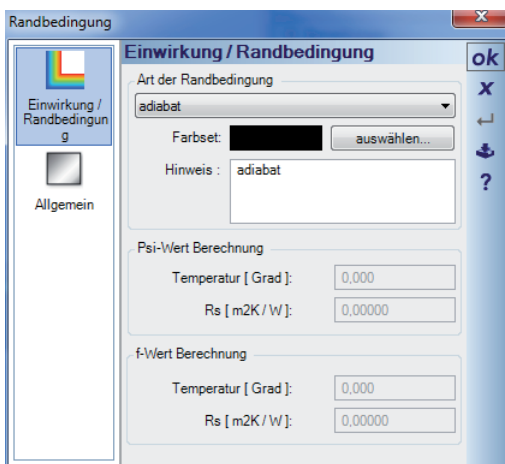 Randbedingung
x
Einwirkung /
Randbedingun
g
Allgemein
Einwirkung / Randbedingung
Art der Randbedingung
adiabat
Farbset:
auswählen...
Hinweis :
adiabat
Psi-Wert Berechnung
Temperatur [ Grad ]:
0,000
Rs [ m2K / W ]:
0,00000
f-Wert Berechnung
Temperatur [ Grad ]:
0,000
Rs [ m2K / W ]:
0,00000
ok
x
?